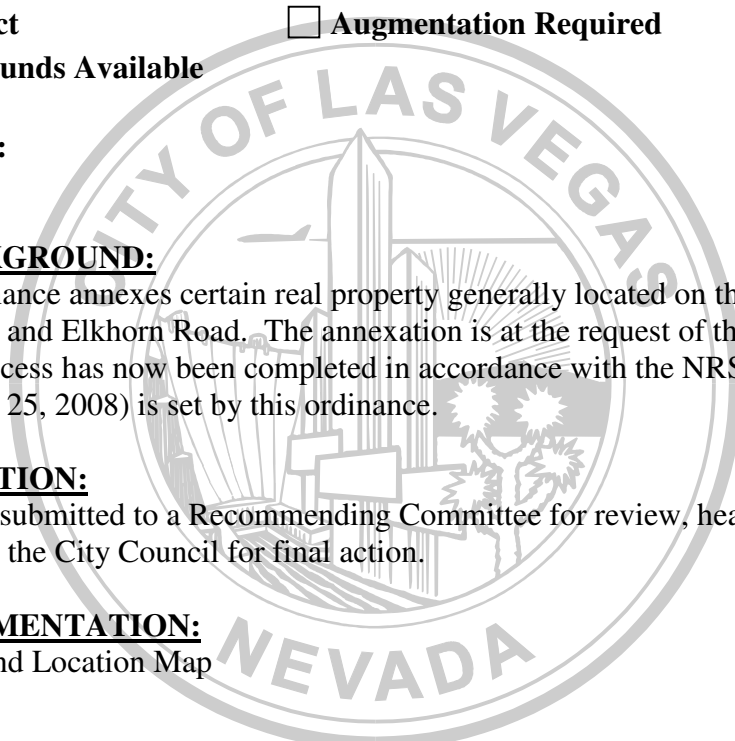 ct ☐ Augmentation Required
unds Available
:
KGROUND:
lance annexes certain real property generally located on th
and Elkhorn Road.  The annexation is at the request of th
cess has now been completed in accordance with the NRS
25, 2008) is set by this ordinance.
TION:
submitted to a Recommending Committee for review, hea
the City Council for final action.
MENTATION:
nd Location Map
CITY OF LAS VEGAS
NEVADA